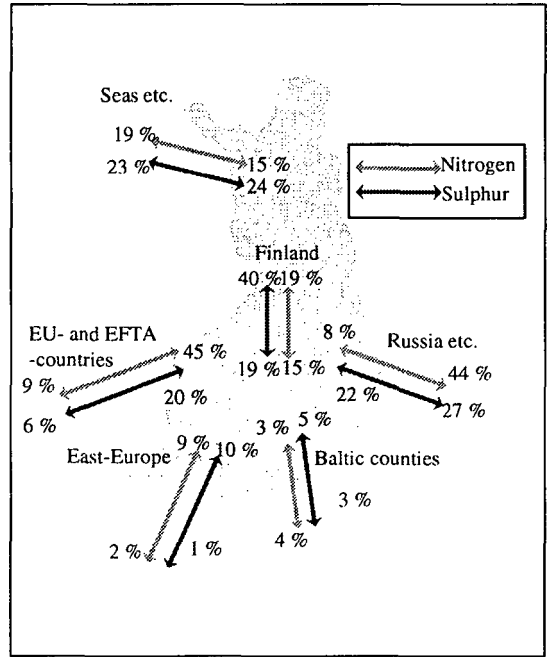 Seas etc.
19 %
23 %
15 %
24 %
Nitrogen
Sulphur
Finland
40 % 19 %
19 % 15 %
EU- and EFTA
-countries
45 %
9 %
20 %
6 %
8 %
Russia etc.
44 %
22 %
27 %
East-Europe
9 %
10 %
2 %
1 %
3 %
5 %
Baltic counties
3 %
4 %